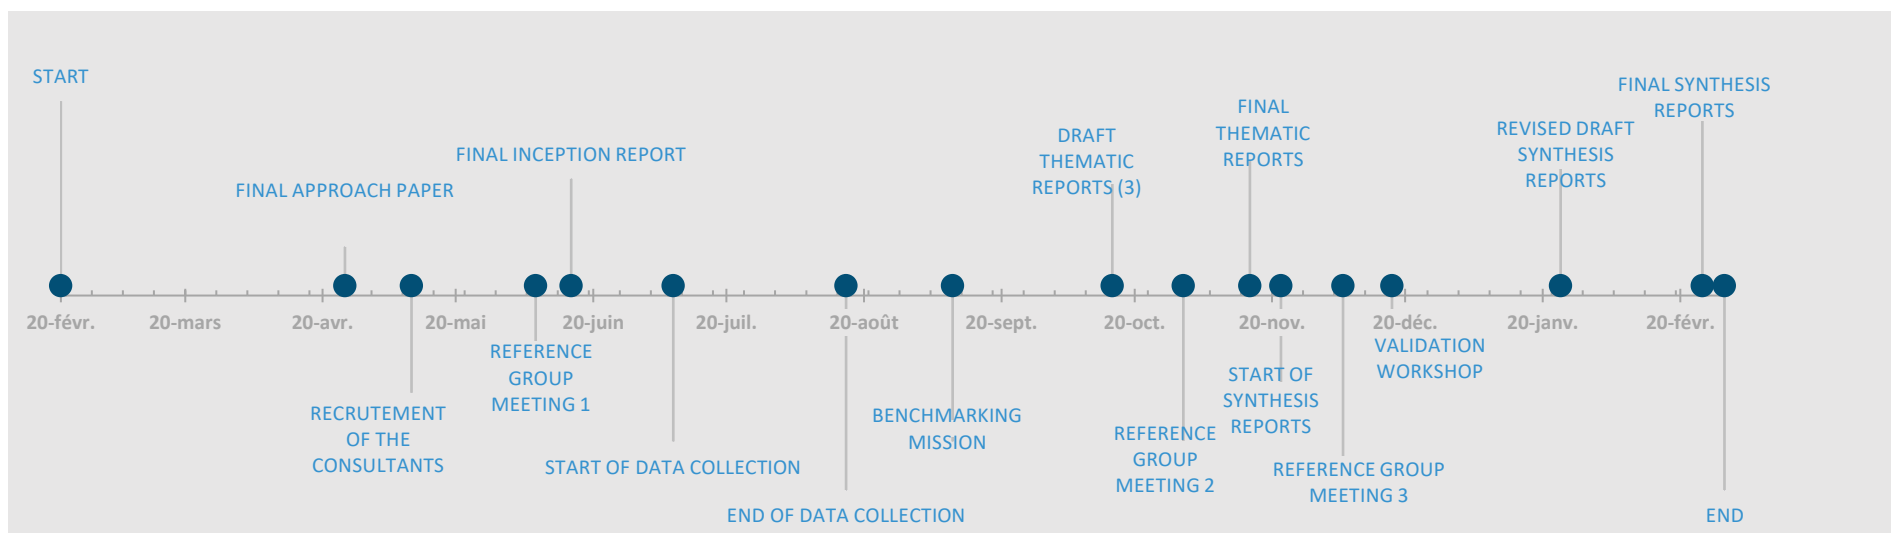 START
FINAL APPROACH PAPER
FINAL INCEPTION REPORT
DRAFT
THEMATIC
REPORTS (3)
FINAL
THEMATIC
REPORTS
REVISED DRAFT
SYNTHESIS
REPORTS
FINAL SYNTHESIS
REPORTS
20-févr.
20-mars
20-avr.
20-mai
20-juin
20-juil.
20-août
20-sept.
20-oct.
20-nov.
20-déc.
20-janv.
20-févr.
RECRUTEMENT
OF THE
CONSULTANTS
REFERENCE
GROUP
MEETING 1
START OF DATA COLLECTION
END OF DATA COLLECTION
BENCHMARKING
MISSION
REFERENCE
GROUP
MEETING 2
START OF
SYNTHESIS
REPORTS
REFERENCE GROUP
MEETING 3
VALIDATION
WORKSHOP
END